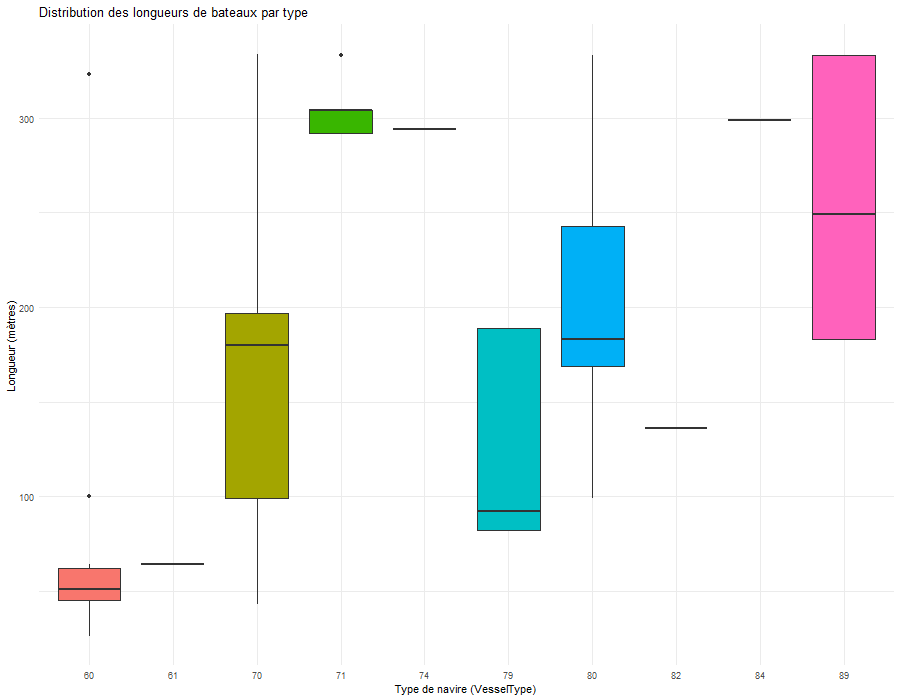 Distribution des longueurs de bateaux par type
Longueur (mètres)
300
200
100
60 61 70 71 74 79 80 82 84 89
Type de navire (VesselType)